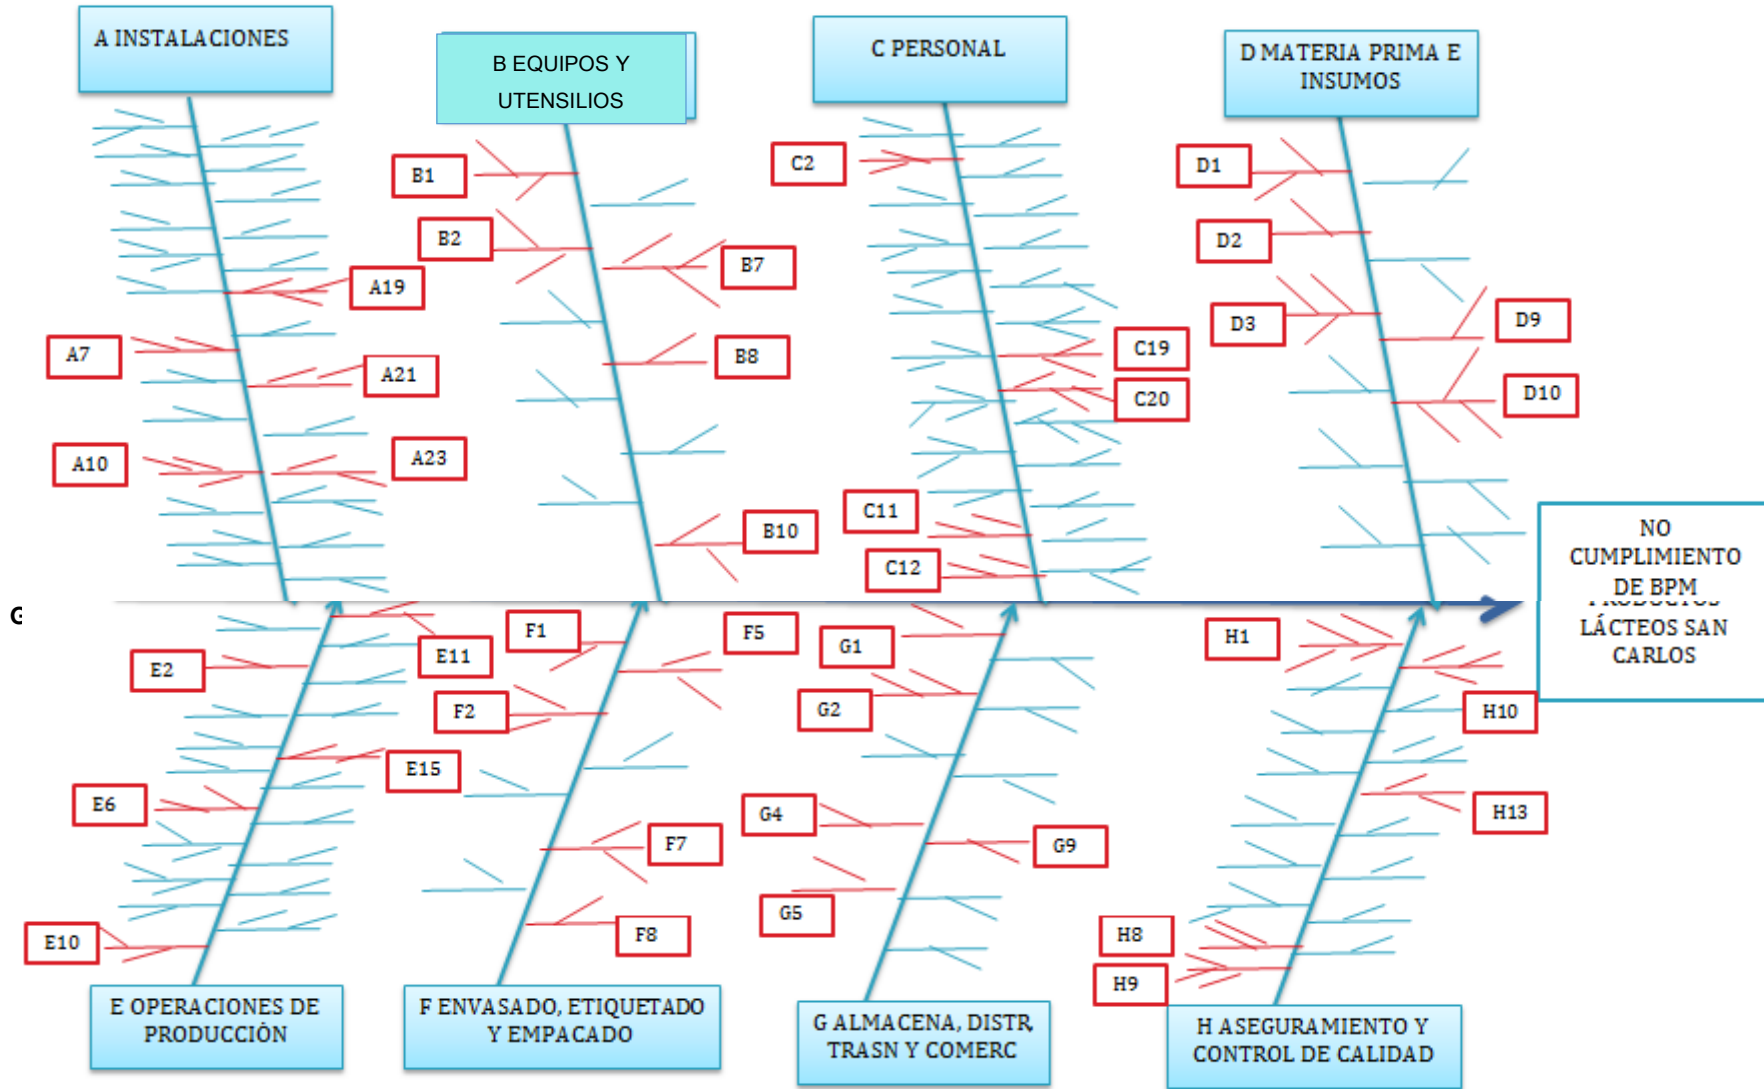 A INSTALACIONES
B EQUIPOS Y
UTENSILIOS
C PERSONAL
D MATERIA PRIMA E
INSUMOS
B1
C2
D1
B2
D2
B7
A19
D3
D9
A7
A21
B8
C19
C20
D10
A10
A23
C11
B10
C12
NO
CUMPLIMIENTO
DE BPM
PRODUCTOS
LÁCTEOS SAN
CARLOS
G
E2
E11
F1
F5
G1
H1
F2
G2
H10
E15
E6
G4
H13
F7
G9
G5
F8
E10
H8
H9
E OPERACIONES DE
PRODUCCIÓN
F ENVASADO, ETIQUETADO
Y EMPACADO
G ALMACENA, DISTR,
TRASN Y COMERC
H ASEGURAMIENTO Y
CONTROL DE CALIDAD